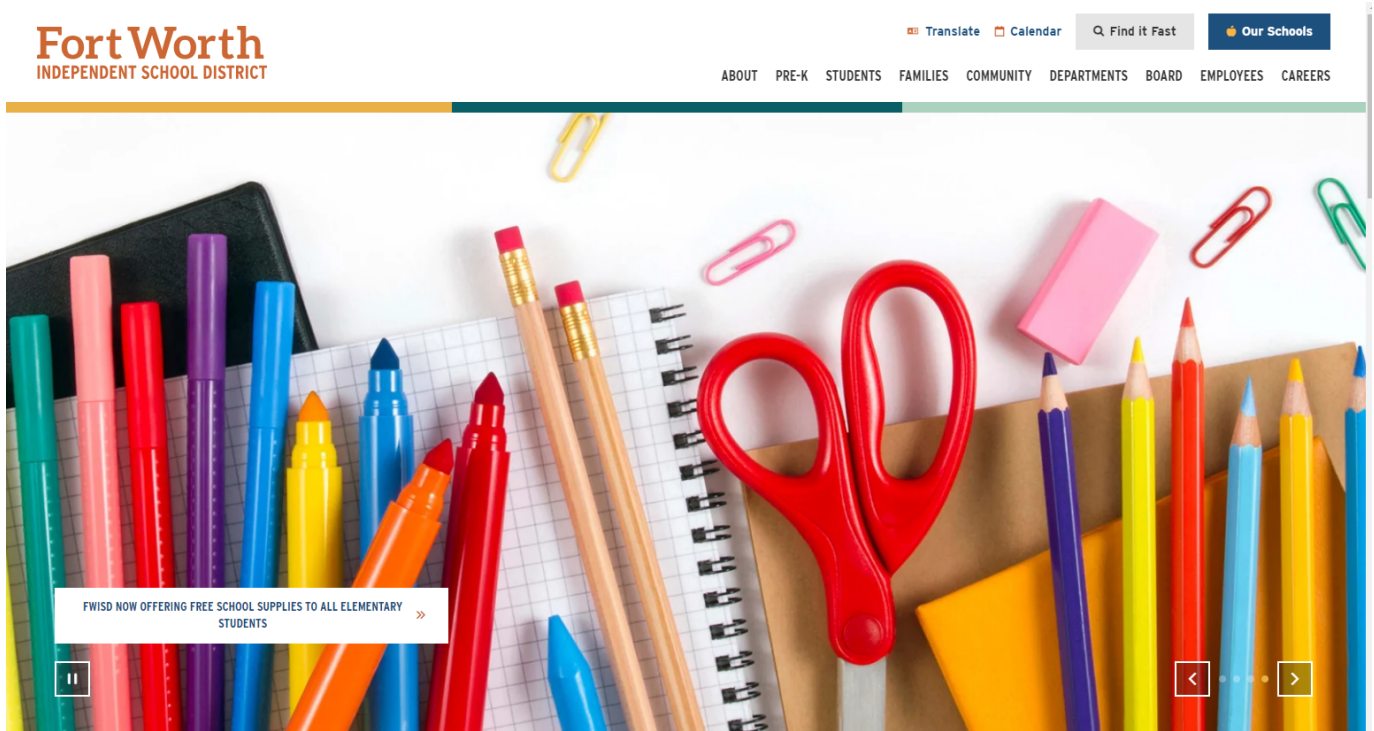 Fort Worth
INDEPENDENT SCHOOL DISTRICT
Translate
Calendar
Find it Fast
Our Schools
ABOUT PRE-K STUDENTS FAMILIES COMMUNITY DEPARTMENTS BOARD EMPLOYEES CAREERS
FWISD NOW OFFERING FREE SCHOOL SUPPLIES TO ALL ELEMENTARY
STUDENTS